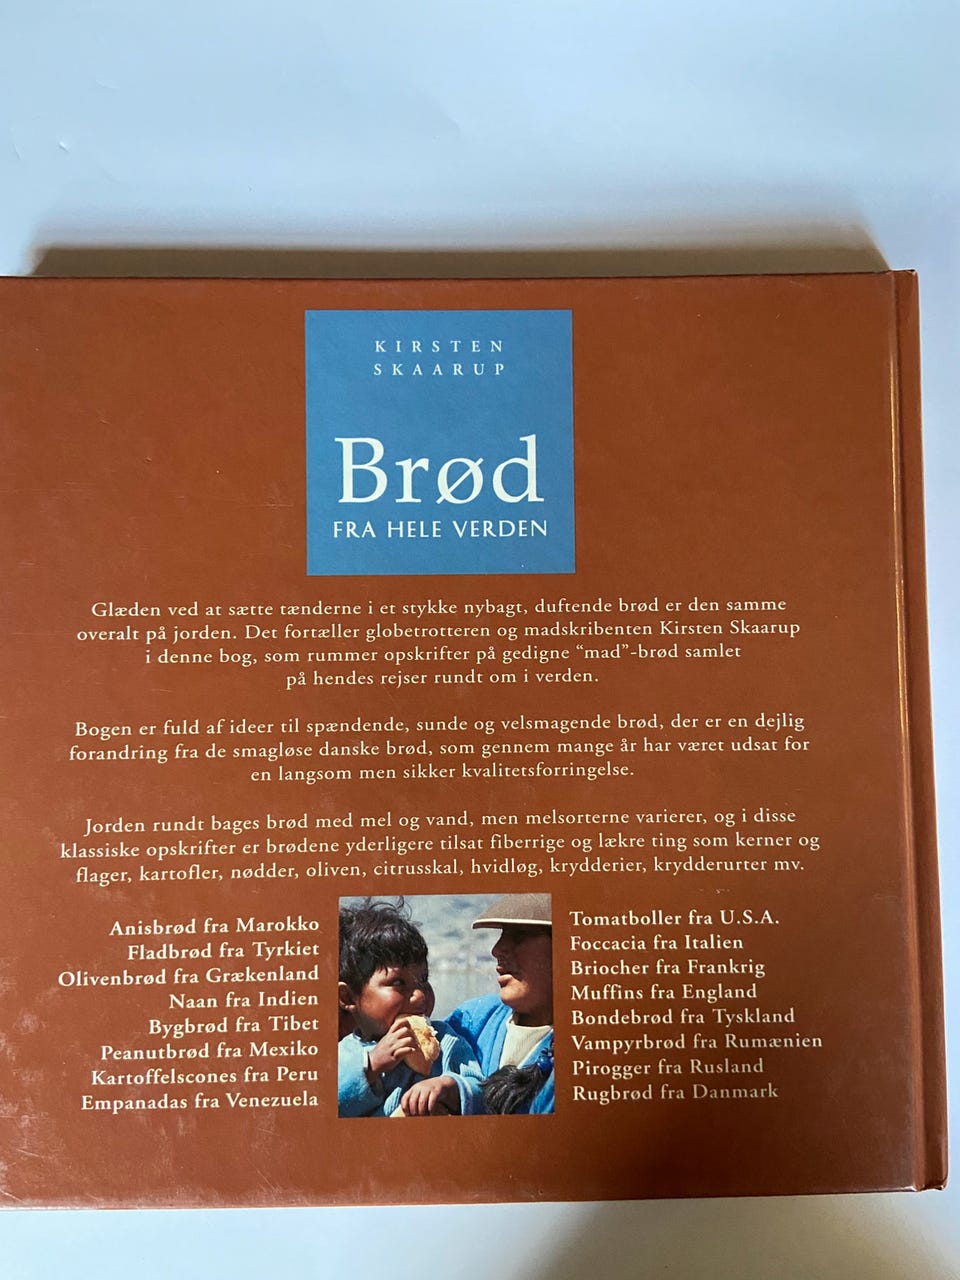 KIRSTEN
SKAARUP
Brød
FRA HELE VERDEN
Glæden ved at sætte tænderne i et stykke nybagt, duftende brød er den samme
overalt på jorden. Det fortæller globetrotteren og madskribenten Kirsten Skaarup
i denne bog, som rummer opskrifter på gedigne “mad”-brød samlet
på hendes rejser rundt om i verden.
Bogen er fuld af ideer til spændende, sunde og velsmagende brød, der er en dejlig
forandring fra de smagløse danske brød, som gennem mange år har været udsat for
en langsom men sikker kvalitetsforringelse.
Jorden rundt bages brød med mel og vand, men melsorterne varierer, og i disse
klassiske opskrifter er brødene yderligere tilsat fiberrige og lækre ting som kerner og
flager, kartofler, nødder, oliven, citrusskal, hvidløg, krydderier, krydderurter mv.
Anisbrød fra Marokko
Fladbrød fra Tyrkiet
Olivenbrød fra Grækenland
Naan fra Indien
Bygbrød fra Tibet
Peanutbrød fra Mexiko
Kartoffelscones fra Peru
Empanadas fra Venezuela
Tomatboller fra U.S.A.
Foccacia fra Italien
Briocher fra Frankrig
Muffins fra England
Bondebrød fra Tyskland
Vampyrbrød fra Rumænien
Pirogger fra Rusland
Rugbrød fra Danmark